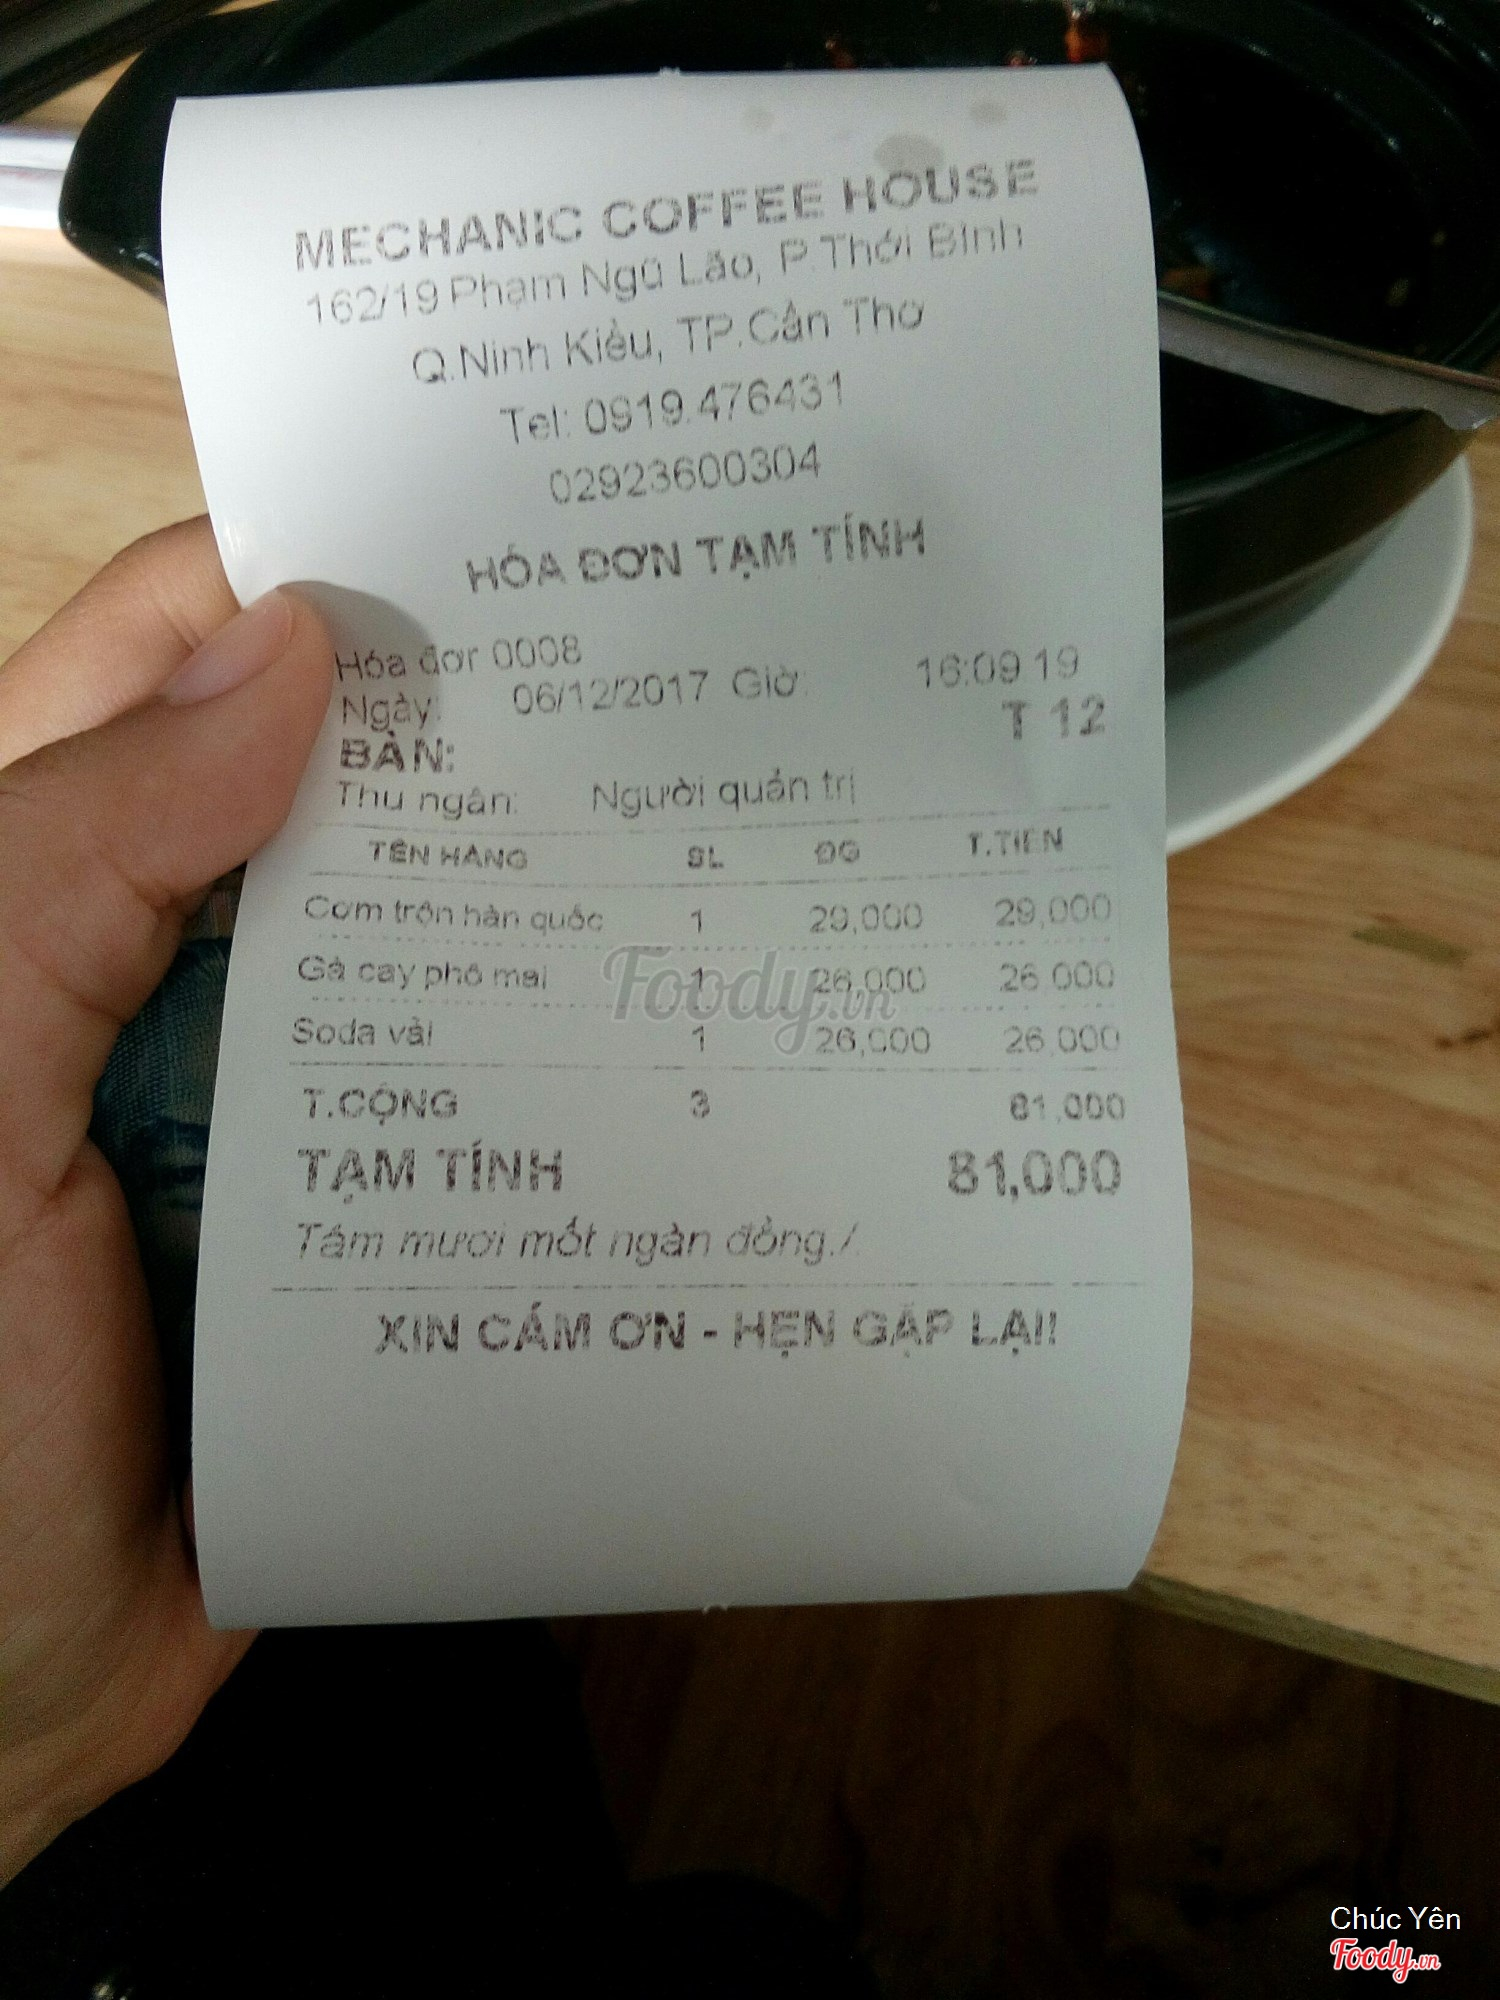 MECHANIC COFFEE HOUSE
162/19 Phạm Ngũ Lão, P.Thới Bình
Q.Ninh Kiều, TP.Cần Thơ
Tel: 0919.476431
02923600304
HÓA ĐƠN TẠM TÍNH
Hóa đơn 0008
Ngày: 06/12/2017 Giờ: 16:09:19
BÀN: T 12
Thu ngân: Người quản trị
TÊN HÀNG SL ĐG T.TIỀN
Cơm trộn hàn quốc 1 29,000 29,000
Gà cay phô mai 1 26,000 26,000
Soda vải 1 26,000 26,000
T.CỘNG 3 81,000
TẠM TÍNH 81,000
Tám mươi mốt ngàn đồng./.
XIN CÁM ƠN - HẸN GẶP LẠI!
Foody.vn
Chúc Yên
Foody.vn